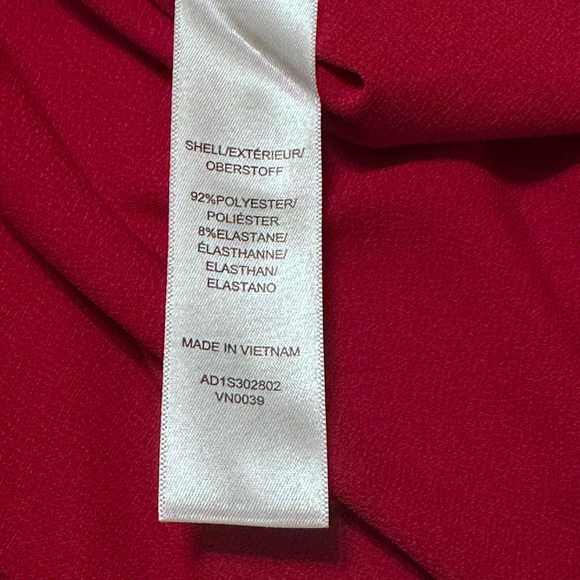 SHELL/EXTÉRIEUR/
OBERSTOFF
92%POLYESTER/
POLIÉSTER
8%ELASTANE/
ÉLASTHANNE/
ELASTHAN/
ELASTANO
MADE IN VIETNAM
AD1S302802
VN0039